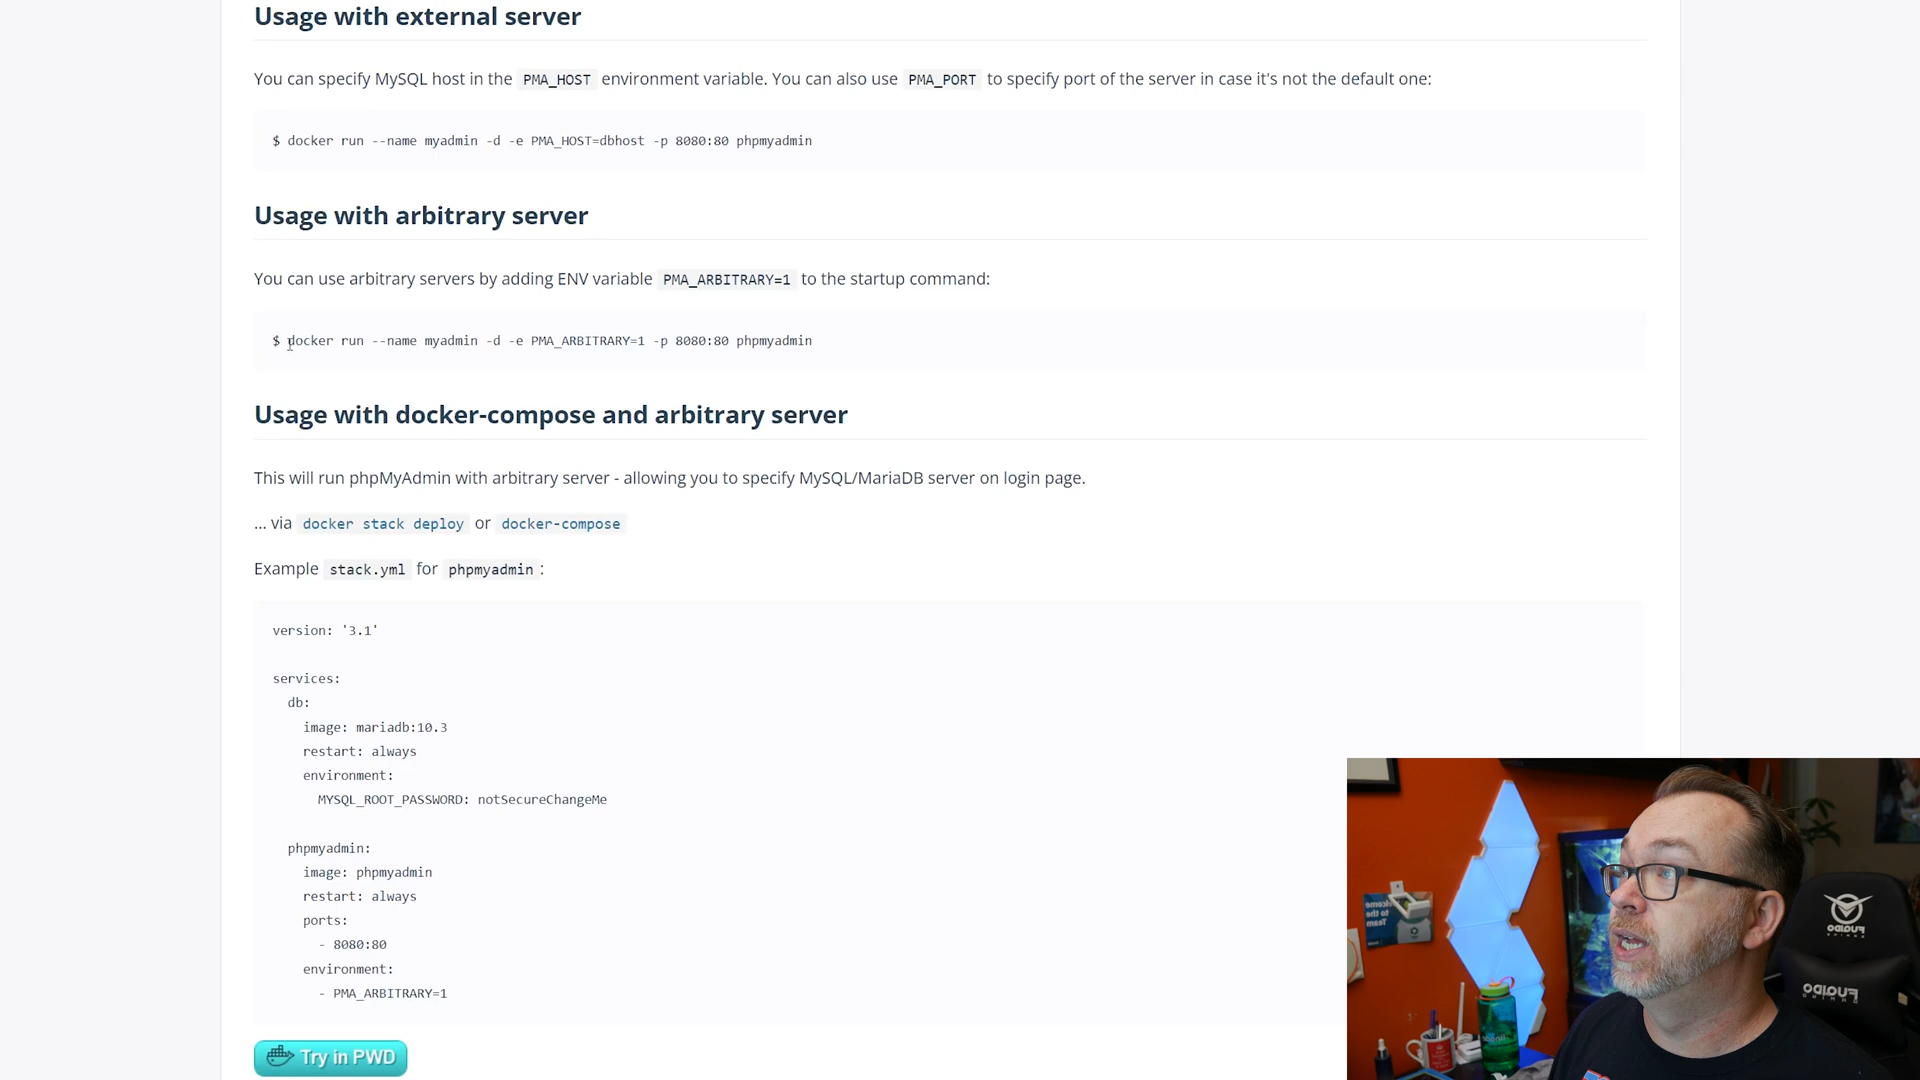 Usage with external server
You can specify MySQL host in the PMA_HOST environment variable. You can also use PMA_PORT to specify port of the server in case it's not the default one:
$ docker run --name myadmin -d -e PMA_HOST=dbhost -p 8080:80 phpmyadmin
Usage with arbitrary server
You can use arbitrary servers by adding ENV variable PMA_ARBITRARY=1 to the startup command:
$ docker run --name myadmin -d -e PMA_ARBITRARY=1 -p 8080:80 phpmyadmin
Usage with docker-compose and arbitrary server
This will run phpMyAdmin with arbitrary server - allowing you to specify MySQL/MariaDB server on login page.
... via docker stack deploy or docker-compose
Example stack.yml for phpmyadmin :
version: '3.1'
services:
db:
image: mariadb:10.3
restart: always
environment:
MYSQL_ROOT_PASSWORD: notSecureChangeMe
phpmyadmin:
image: phpmyadmin
restart: always
ports:
- 8080:80
environment:
- PMA_ARBITRARY=1
Try in PWD
Welcome
to the
Team
FUQIDO
FUQIDO